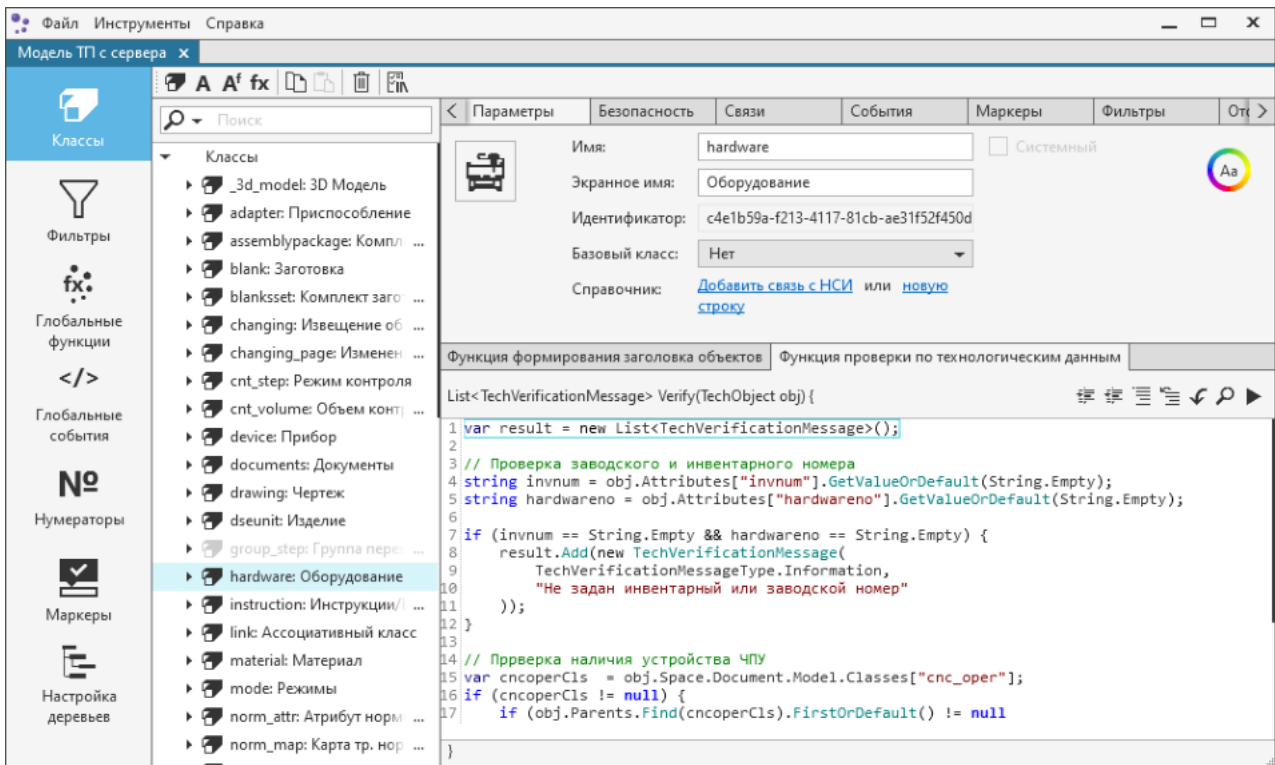 Файл Инструменты Справка
Модель ТП с сервера x
A Af fx
Классы
Фильтры
fx
Глобальные
функции
</>
Глобальные
события
№
Нумераторы
Маркеры
Настройка
деревьев
Поиск
Классы
_3d_model: 3D Модель
adapter: Приспособление
assemblypackage: Компл ...
blank: Заготовка
blanksset: Комплект заго ...
changing: Извещение об ...
changing_page: Изменен ...
cnt_step: Режим контроля
cnt_volume: Объем конт ...
device: Прибор
documents: Документы
drawing: Чертеж
dseunit: Изделие
group_step: Группа пере ...
hardware: Оборудование
instruction: Инструкции/ ...
link: Ассоциативный класс
material: Материал
mode: Режимы
norm_attr: Атрибут норм ...
norm_map: Карта тр. нор ...
Параметры Безопасность Связи События Маркеры Фильтры
Имя: hardware Системный
Aa
Экранное имя: Оборудование
Идентификатор: c4e1b59a-f213-4117-81cb-ae31f52f450d
Базовый класс: Нет
Справочник: Добавить связь с НСИ или новую
строку
Функция формирования заголовка объектов Функция проверки по технологическим данным
List<TechVerificationMessage> Verify(TechObject obj) {
1 var result = new List<TechVerificationMessage>();
2
3 // Проверка заводского и инвентарного номера
4 string invnum = obj.Attributes["invnum"].GetValueOrDefault(String.Empty);
5 string hardwareno = obj.Attributes["hardwareno"].GetValueOrDefault(String.Empty);
6
7 if (invnum == String.Empty && hardwareno == String.Empty) {
8 result.Add(new TechVerificationMessage(
9 TechVerificationMessageType.Information,
10 "Не задан инвентарный или заводской номер"
11 ));
12 }
13
14 // Пррверка наличия устройства ЧПУ
15 var cncoperCls = obj.Space.Document.Model.Classes["cnc_oper"];
16 if (cncoperCls != null) {
17 if (obj.Parents.Find(cncoperCls).FirstOrDefault() != null
}